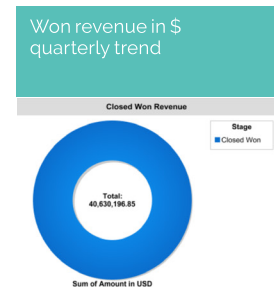 Won revenue in $
quarterly trend
Closed Won Revenue
Stage
Closed Won
Total:
40,630,196.85
Sum of Amount in USD